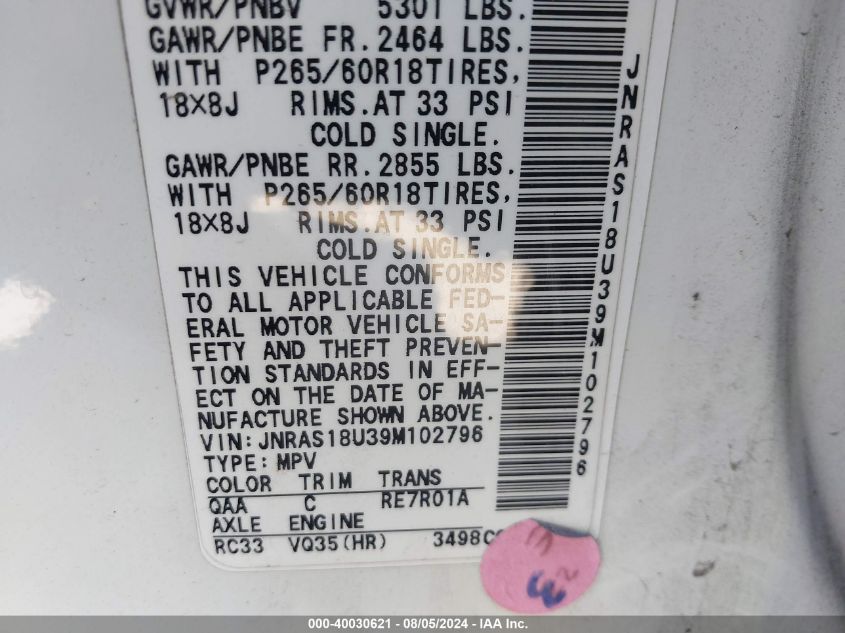 GVWR/PNBV 5301 LBS.
GAWR/PNBE FR.2464 LBS.
WITH P265/60R18TIRES,
18X8J RIMS.AT 33 PSI
COLD SINGLE.
GAWR/PNBE RR.2855 LBS.
WITH P265/60R18TIRES,
18X8J RIMS.AT 33 PSI
COLD SINGLE.
THIS VEHICLE CONFORMS
TO ALL APPLICABLE FED-
ERAL MOTOR VEHICLE SA-
FETY AND THEFT PREVEN-
TION STANDARDS IN EFF-
ECT ON THE DATE OF MA-
NUFACTURE SHOWN ABOVE.
VIN:JNRAS18U39M102796
TYPE:MPV
COLOR TRIM TRANS
QAA C RE7R01A
AXLE ENGINE
RC33 VQ35(HR) 3498C
JNRAS18U39M102796
000-40030621 - 08/05/2024 - IAA Inc.